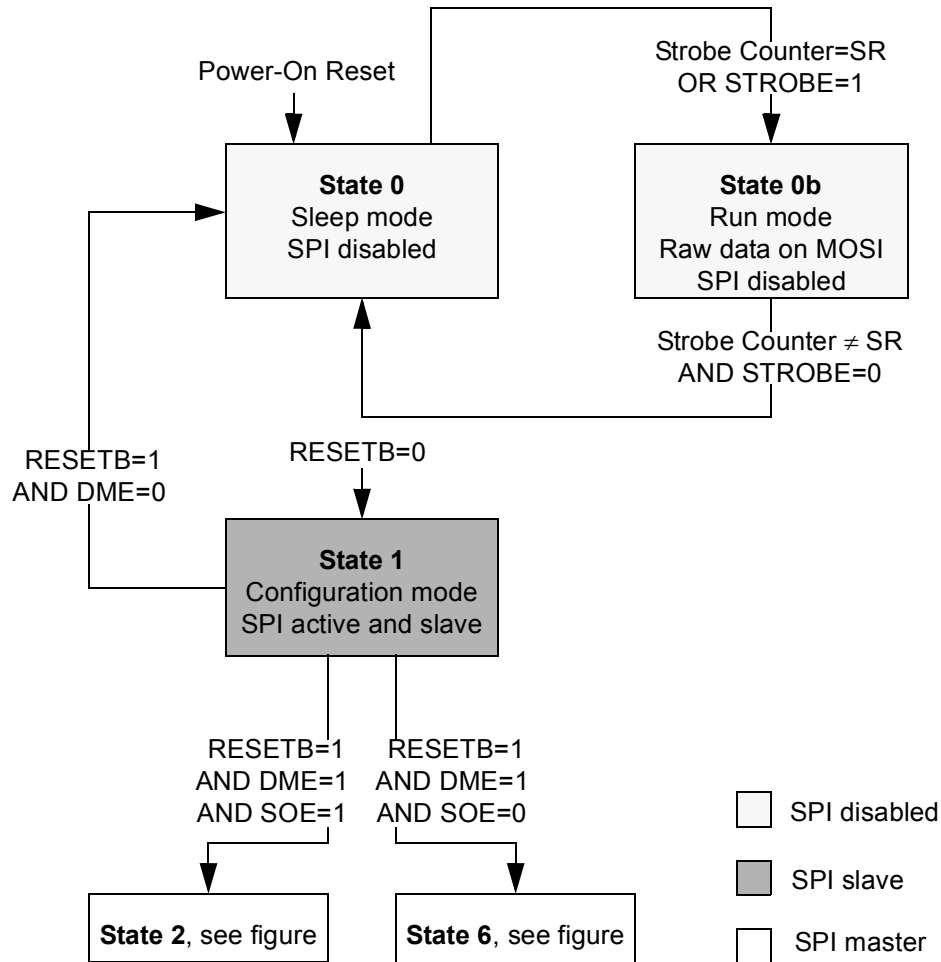 Strobe Counter=SR
OR STROBE=1
Power-On Reset
State 0
Sleep mode
SPI disabled
State 0b
Run mode
Raw data on MOSI
SPI disabled
Strobe Counter ≠ SR
AND STROBE=0
RESETB=1
AND DME=0
RESETB=0
State 1
Configuration mode
SPI active and slave
RESETB=1
AND DME=1
AND SOE=1
RESETB=1
AND DME=1
AND SOE=0
State 2, see figure
State 6, see figure
SPI disabled
SPI slave
SPI master